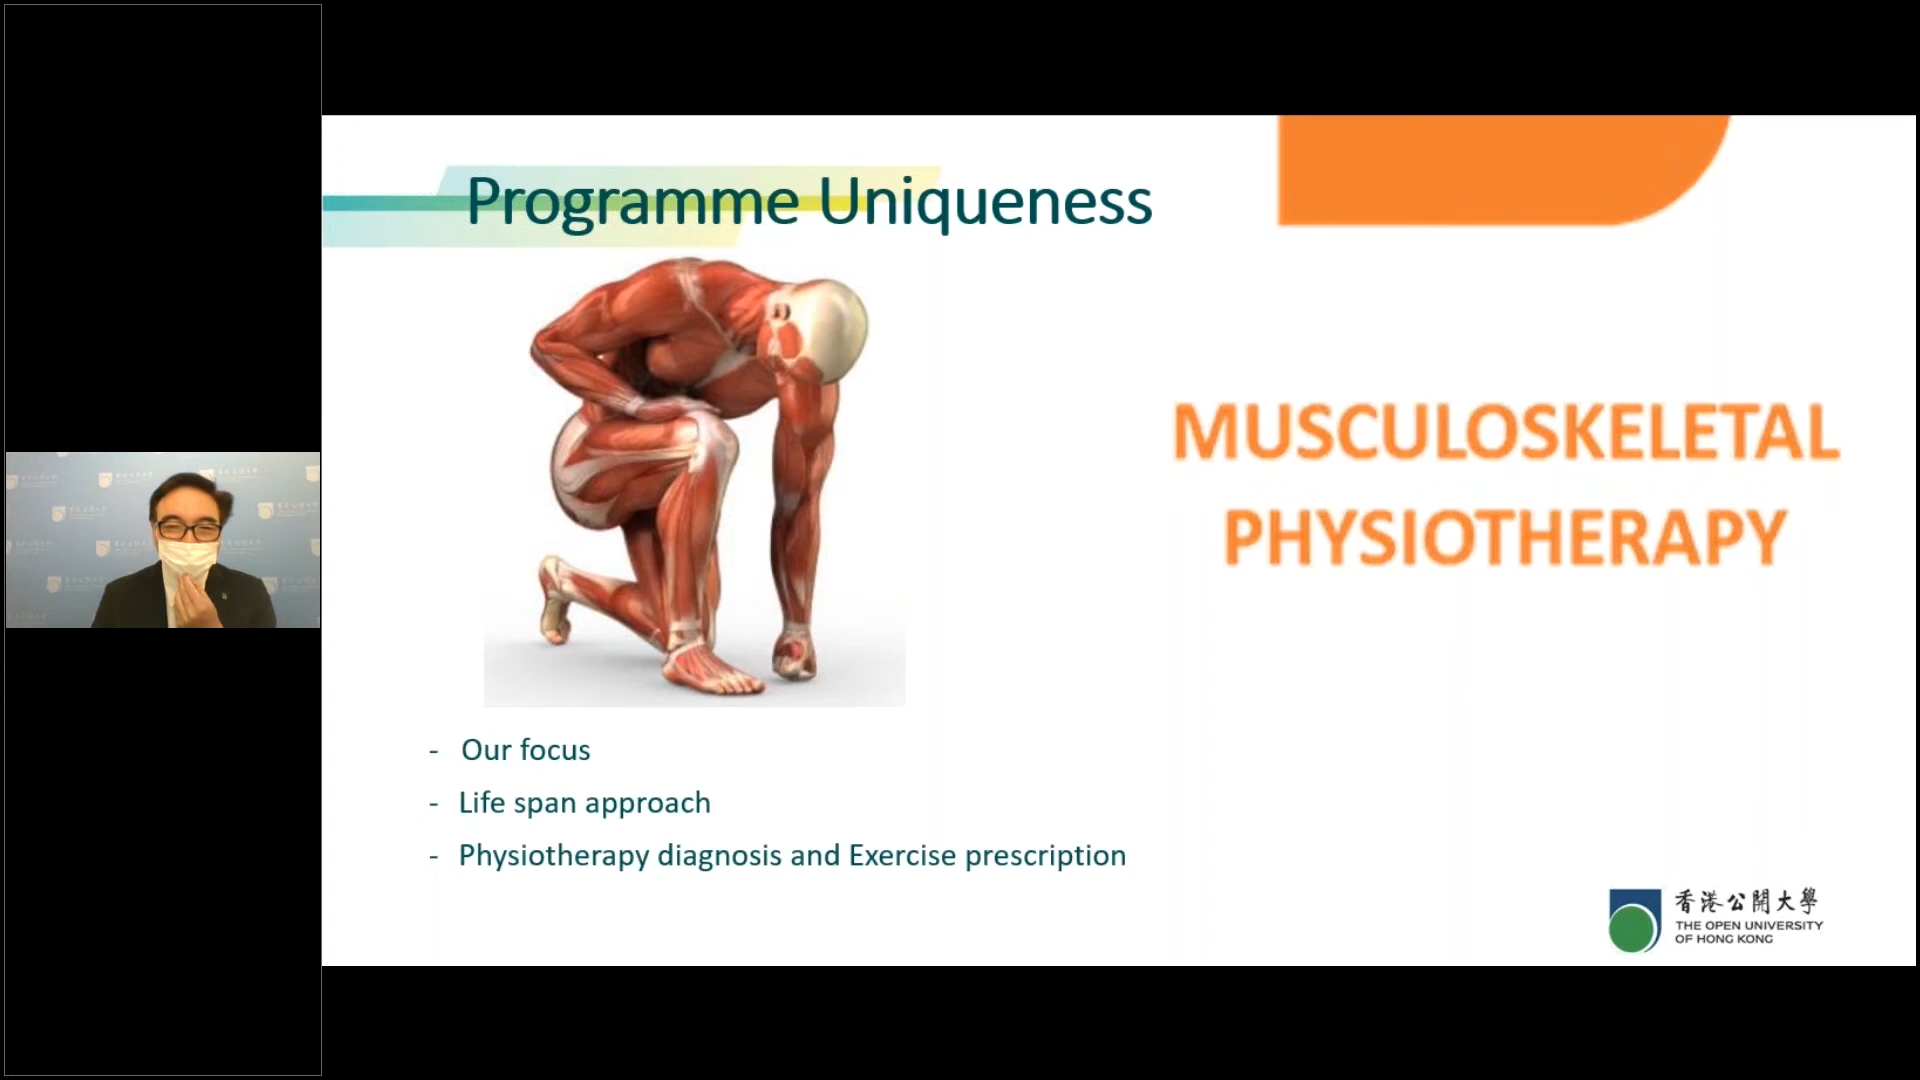 Programme Uniqueness
MUSCULOSKELETAL
PHYSIOTHERAPY
- Our focus
- Life span approach
- Physiotherapy diagnosis and Exercise prescription
香港公開大學
THE OPEN UNIVERSITY
OF HONG KONG